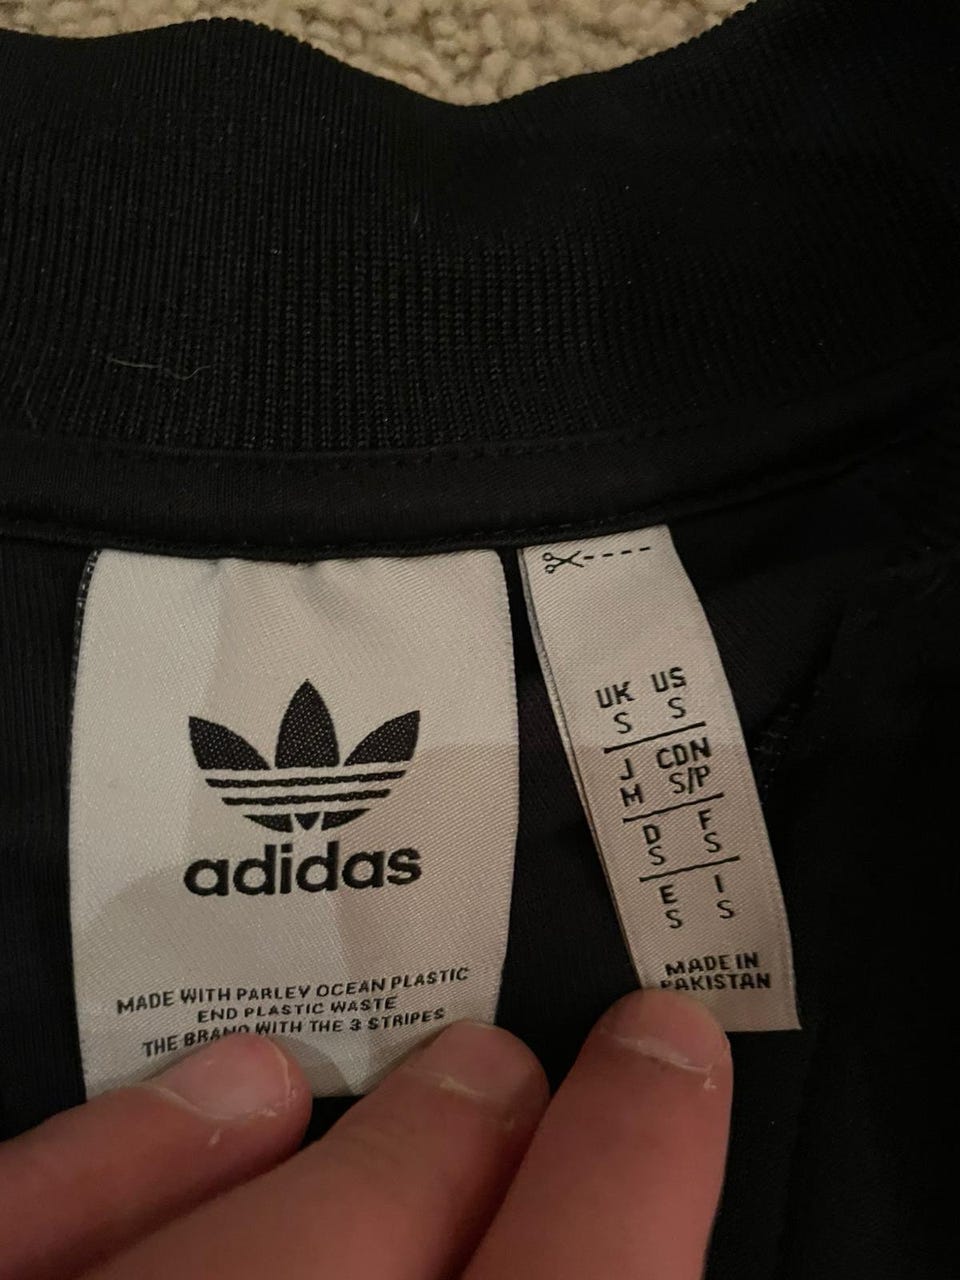 adidas
MADE WITH PARLEY OCEAN PLASTIC
END PLASTIC WASTE
THE BRAND WITH THE 3 STRIPES
UK US
S S
J CDN
M S/P
D F
S S
E I
S S
MADE IN
PAKISTAN